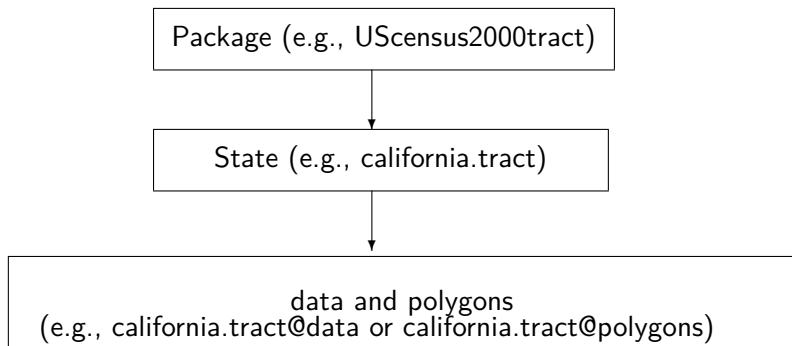 Package (e.g., UScensus2000tract)
State (e.g., california.tract)
data and polygons
(e.g., california.tract@data or california.tract@polygons)